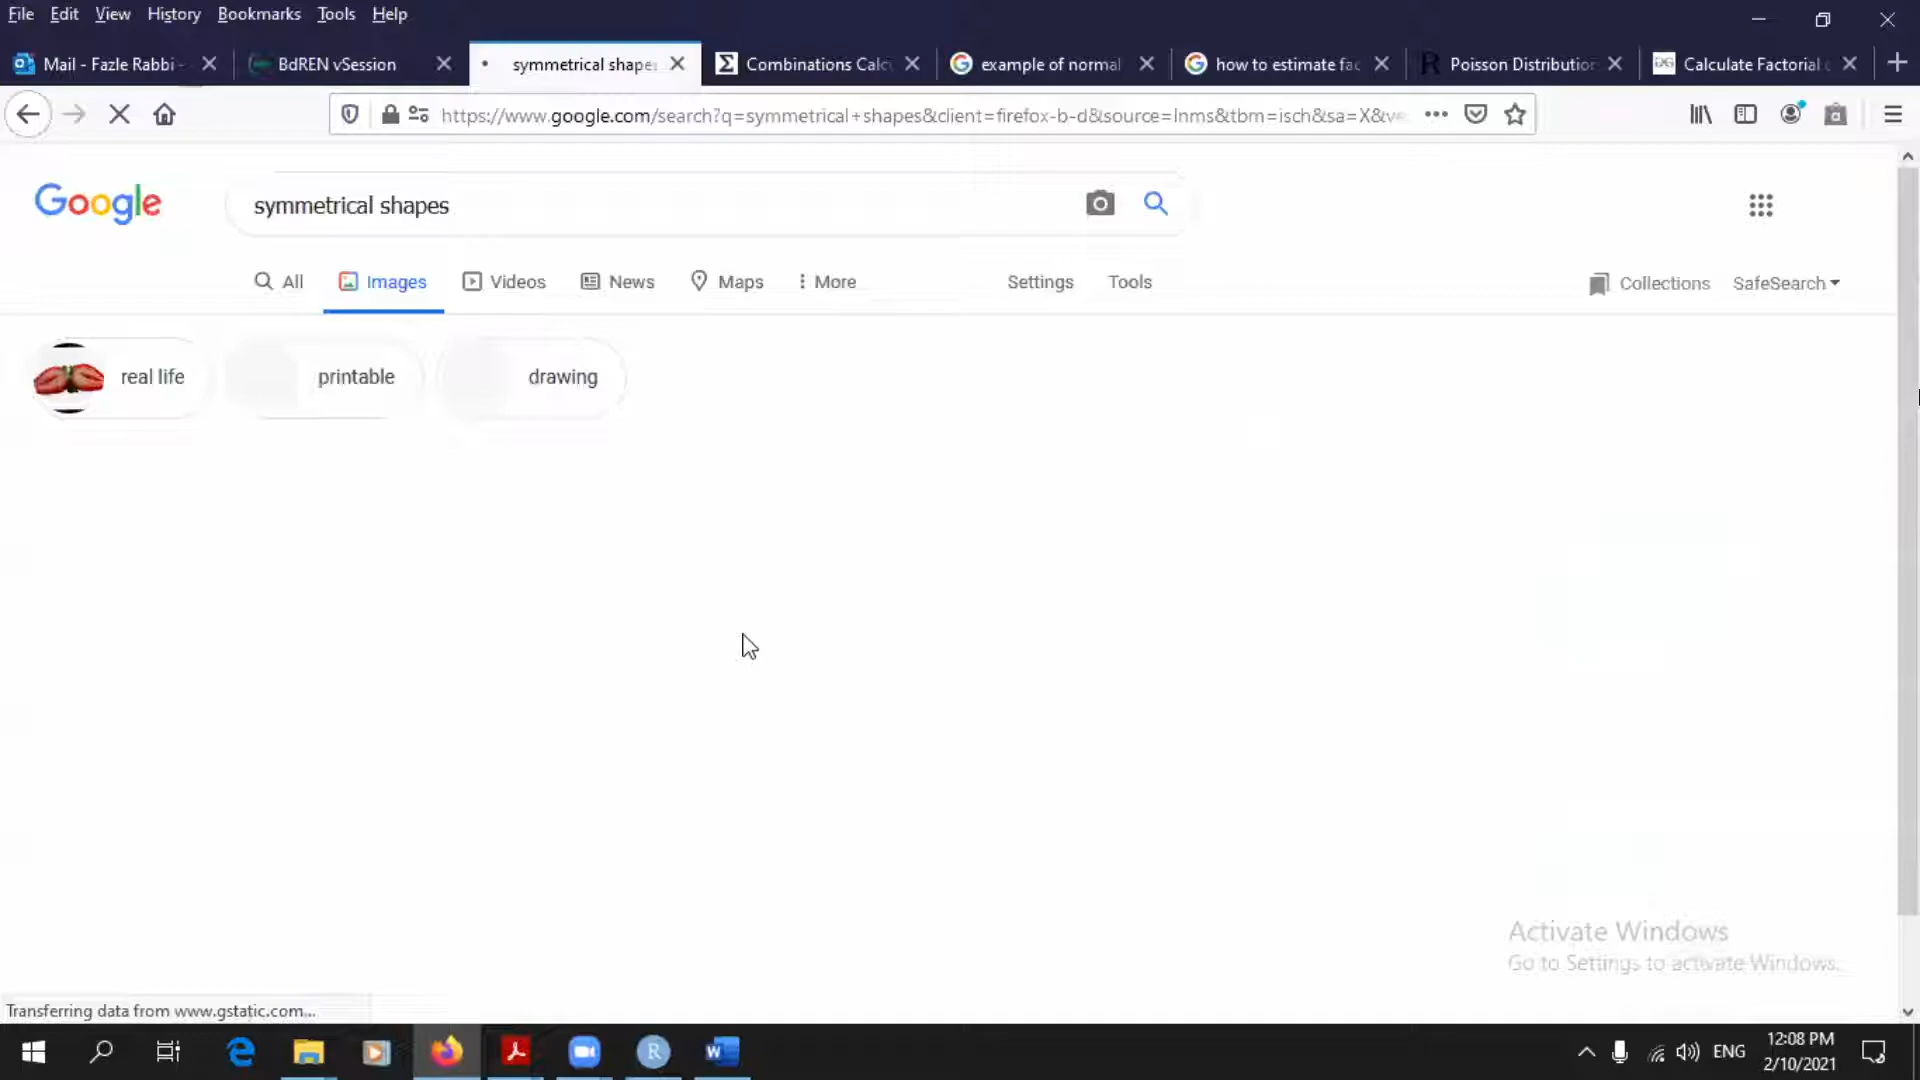 File Edit View History Bookmarks Tools Help
Mail - Fazle Rabbi - BdREN vSession symmetrical shapes Combinations Calc example of normal how to estimate fac Poisson Distribution Calculate Factorial
https://www.google.com/search?q=symmetrical+shapes&client=firefox-b-d&source=lnms&tbm=isch&sa=X&ve
Google symmetrical shapes
All Images Videos News Maps More Settings Tools Collections SafeSearch
real life printable drawing
Activate Windows
Go to Settings to activate Windows.
Transferring data from www.gstatic.com...
ENG 12:08 PM
2/10/2021